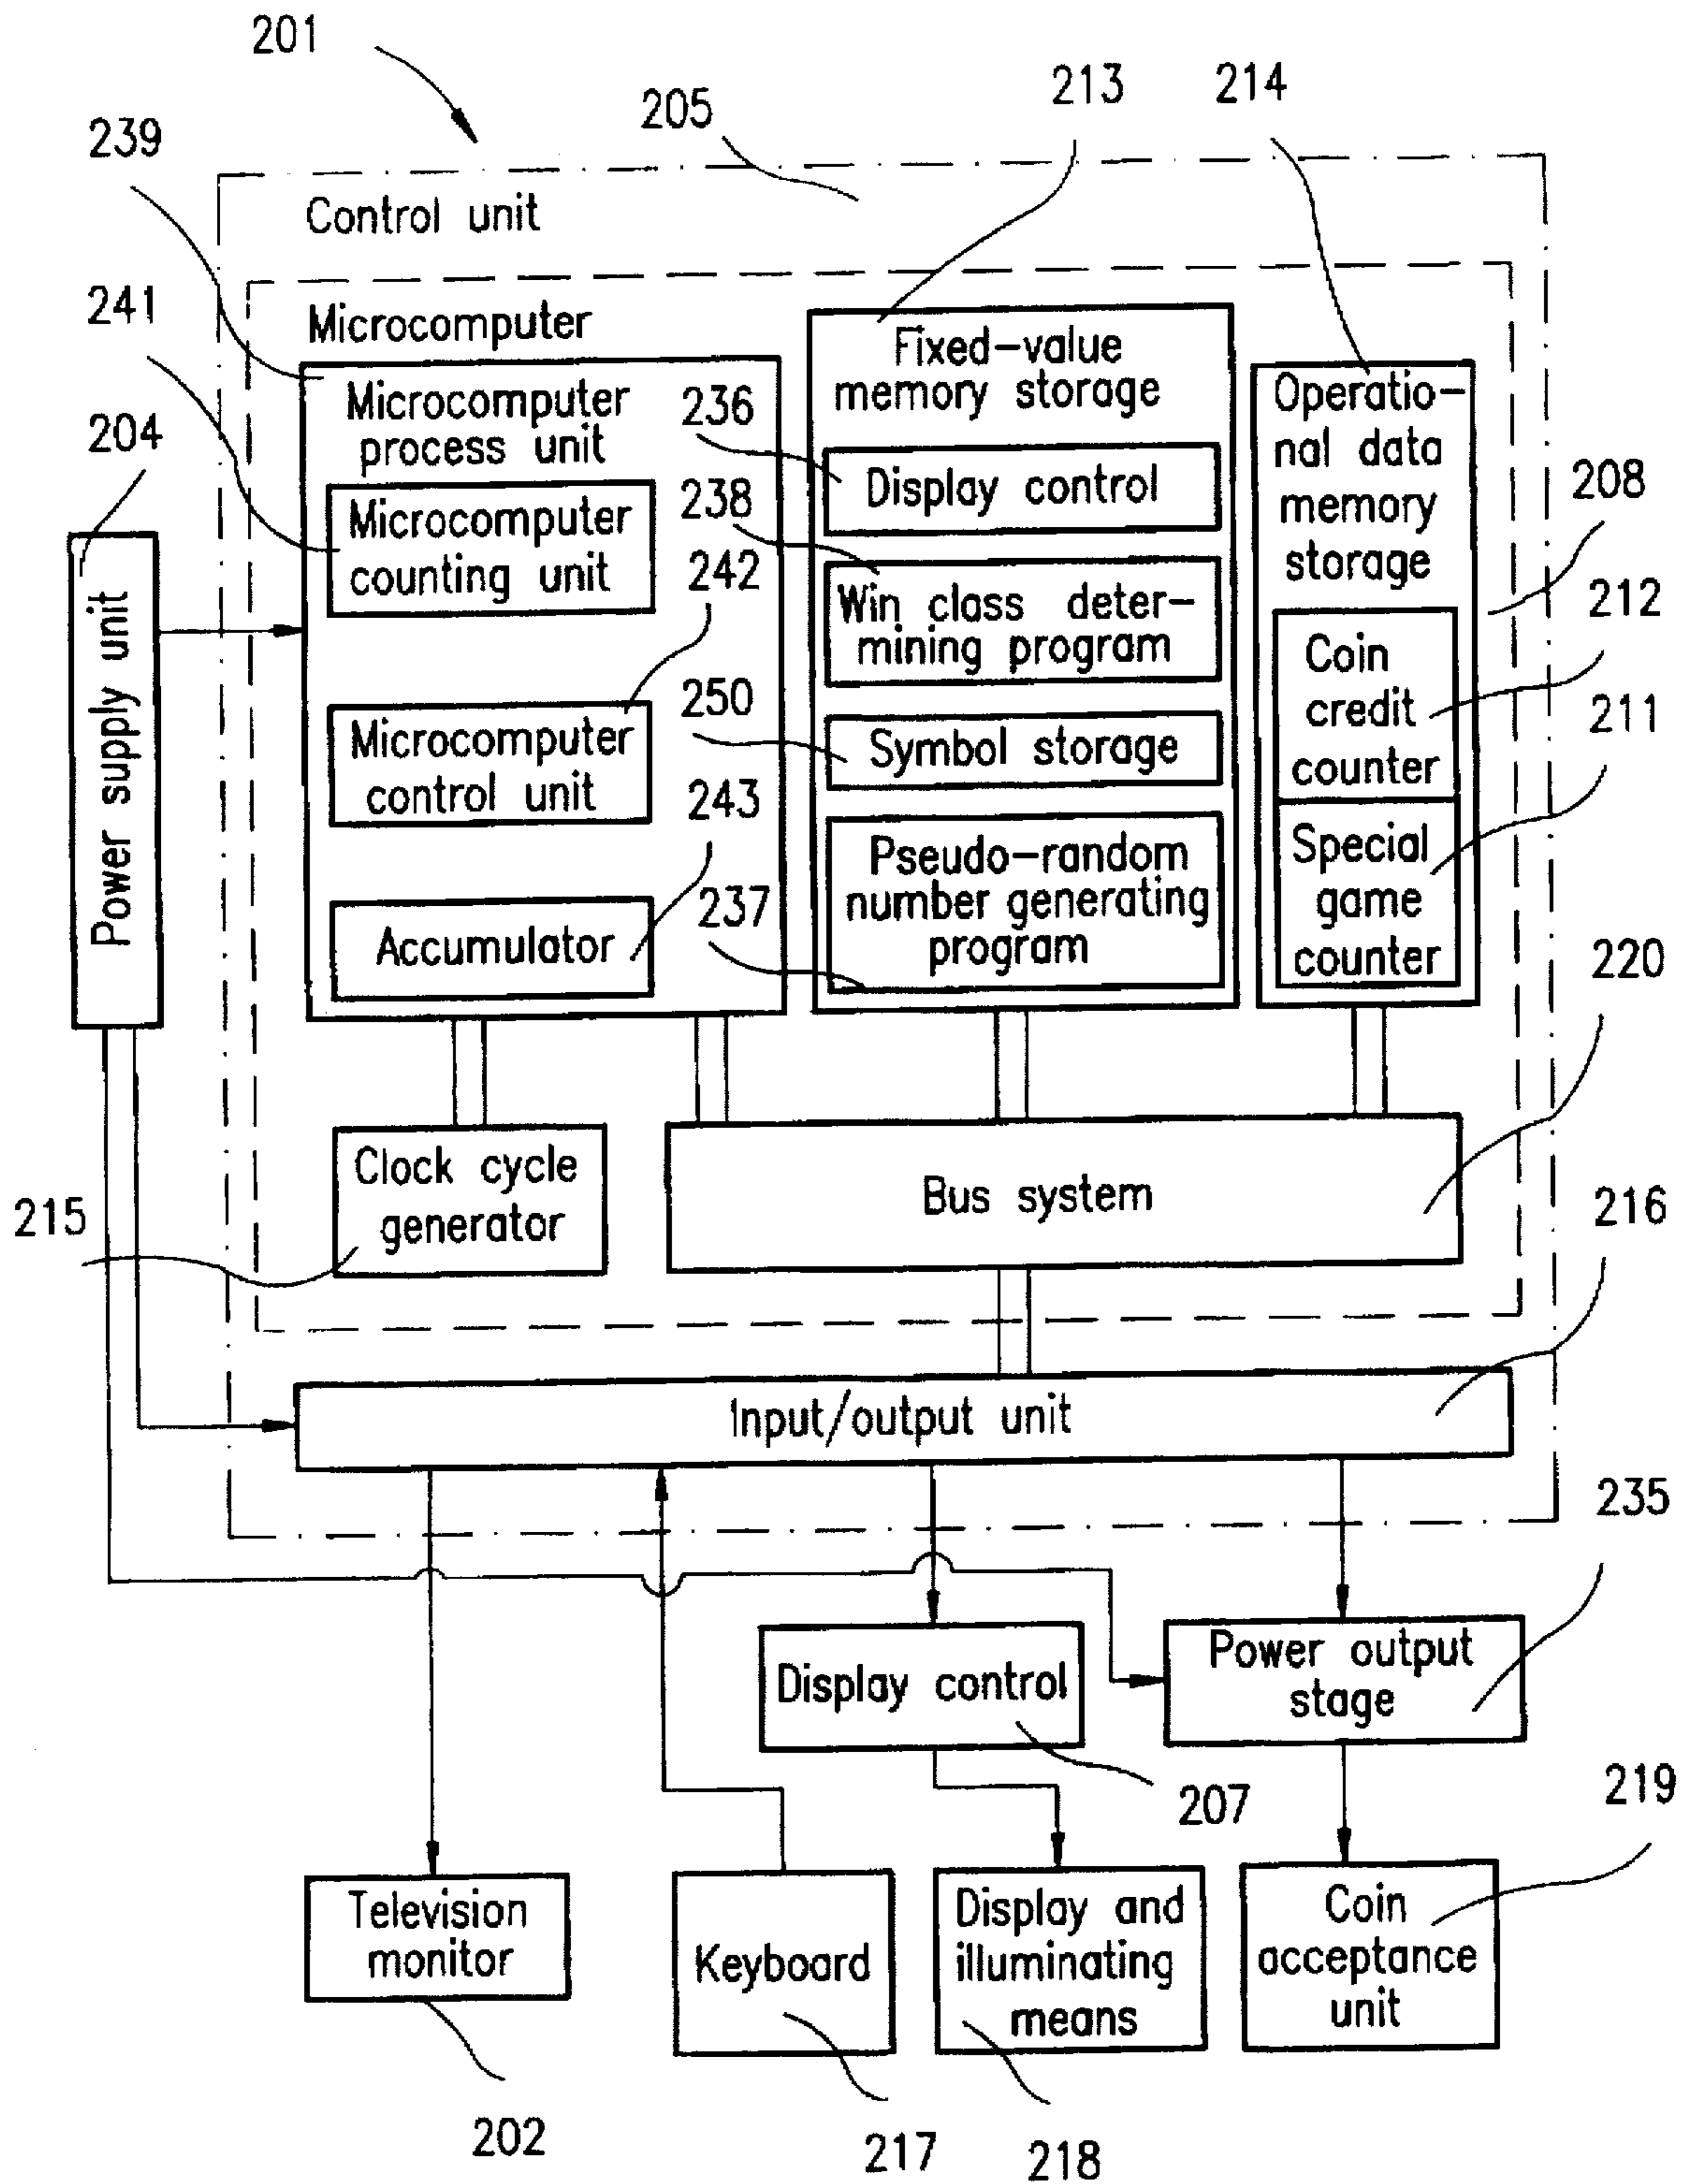 201
205
213
214
239
Control unit
241
Microcomputer
Fixed-value
memory storage
Operatio-
nal data
memory
storage
Microcomputer
process unit
236
204
Display control
208
Microcomputer
counting unit
238
242
Win class deter-
mining program
212
Power supply unit
Coin
credit
counter
250
211
Microcomputer
control unit
Symbol storage
243
Pseudo-random
number generating
program
Special
game
counter
237
Accumulator
220
Clock cycle
generator
Bus system
215
216
Input/output unit
235
Display control
Power output
stage
207
219
Television
monitor
Keyboard
Display and
illuminating
means
Coin
acceptance
unit
202
217
218